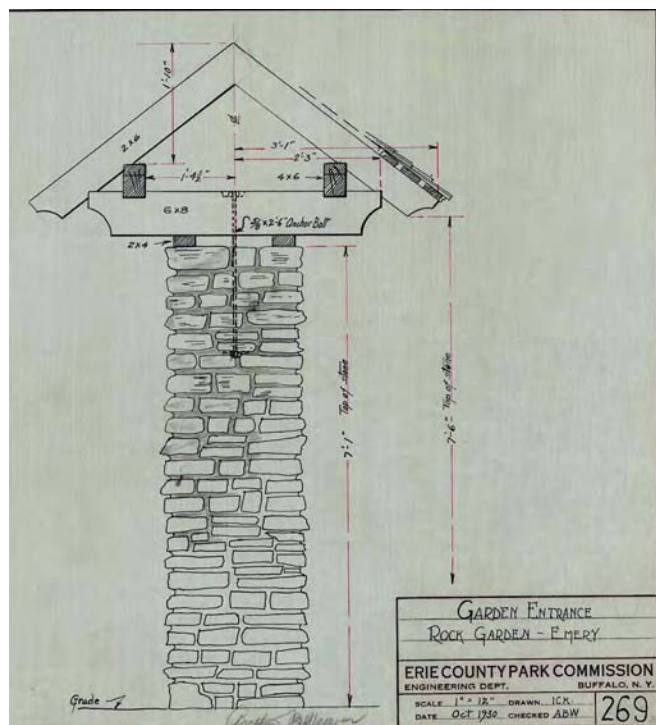 1'-10"
2x6
3'-1"
2'-3"
1'-4½"
4x6
6x8
⅝ x 2'-6" Anchor Bolt
2x4
7'-1" Top of stone
7'-6" Top of stone
Grade
GARDEN ENTRANCE
ROCK GARDEN - EMERY
ERIE COUNTY PARK COMMISSION
ENGINEERING DEPT. BUFFALO, N. Y.
SCALE 1" = 12" DRAWN
DATE Oct 1930 CHECKED ABW
269